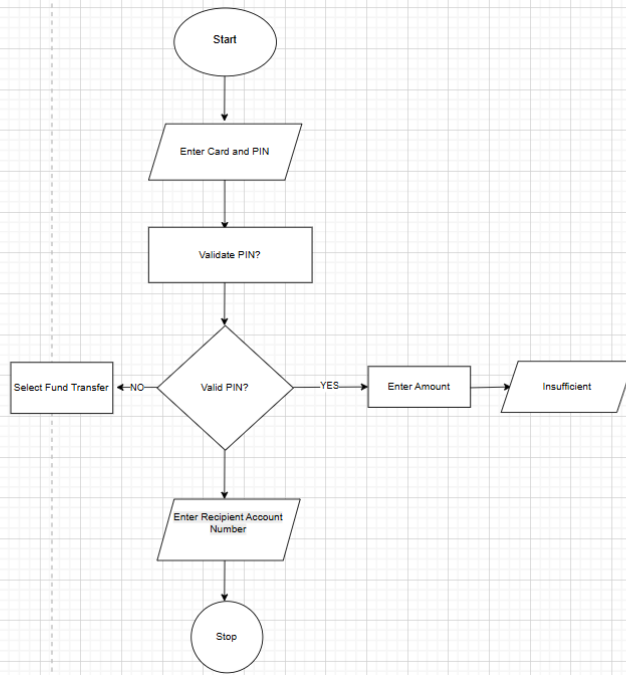 Start
Enter Card and PIN
Validate PIN?
Select Fund Transfer
NO
Valid PIN?
YES
Enter Amount
Insufficient
Enter Recipient Account
Number
Stop